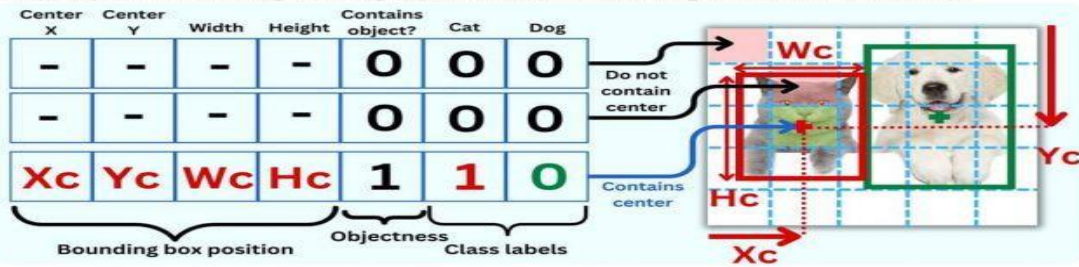 Center Center Contains
X Y Width Height object? Cat Dog
- - - - 0 0 0
Do not
contain
center
- - - - 0 0 0
Xc Yc Wc Hc 1 1 0
Contains
center
Bounding box position
Objectness
Class labels
Wc
Hc
Yc
Xc